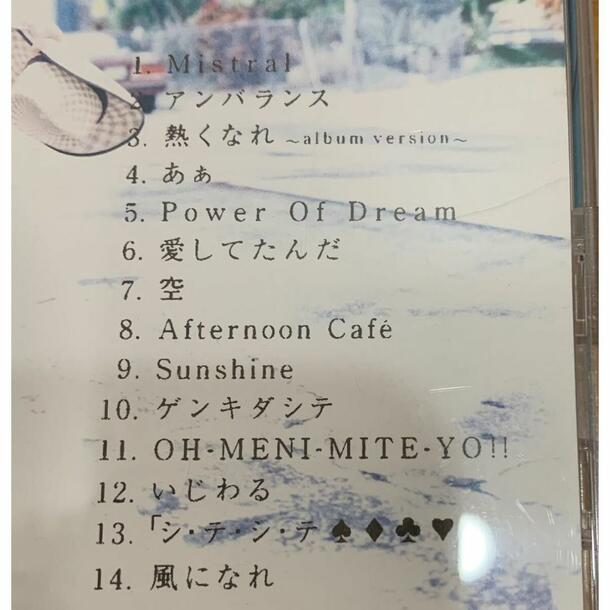 1. Mistral
2. アンバランス
3. 熱くなれ ~album version~
4. あぁ
5. Power Of Dream
6. 愛してたんだ
7. 空
8. Afternoon Café
9. Sunshine
10. ゲンキダシテ
11. OH-MENI-MITE-YO!!
12. いじわる
13. 「シ・テ・シ・テ ♠♦♣♥
14. 風になれ